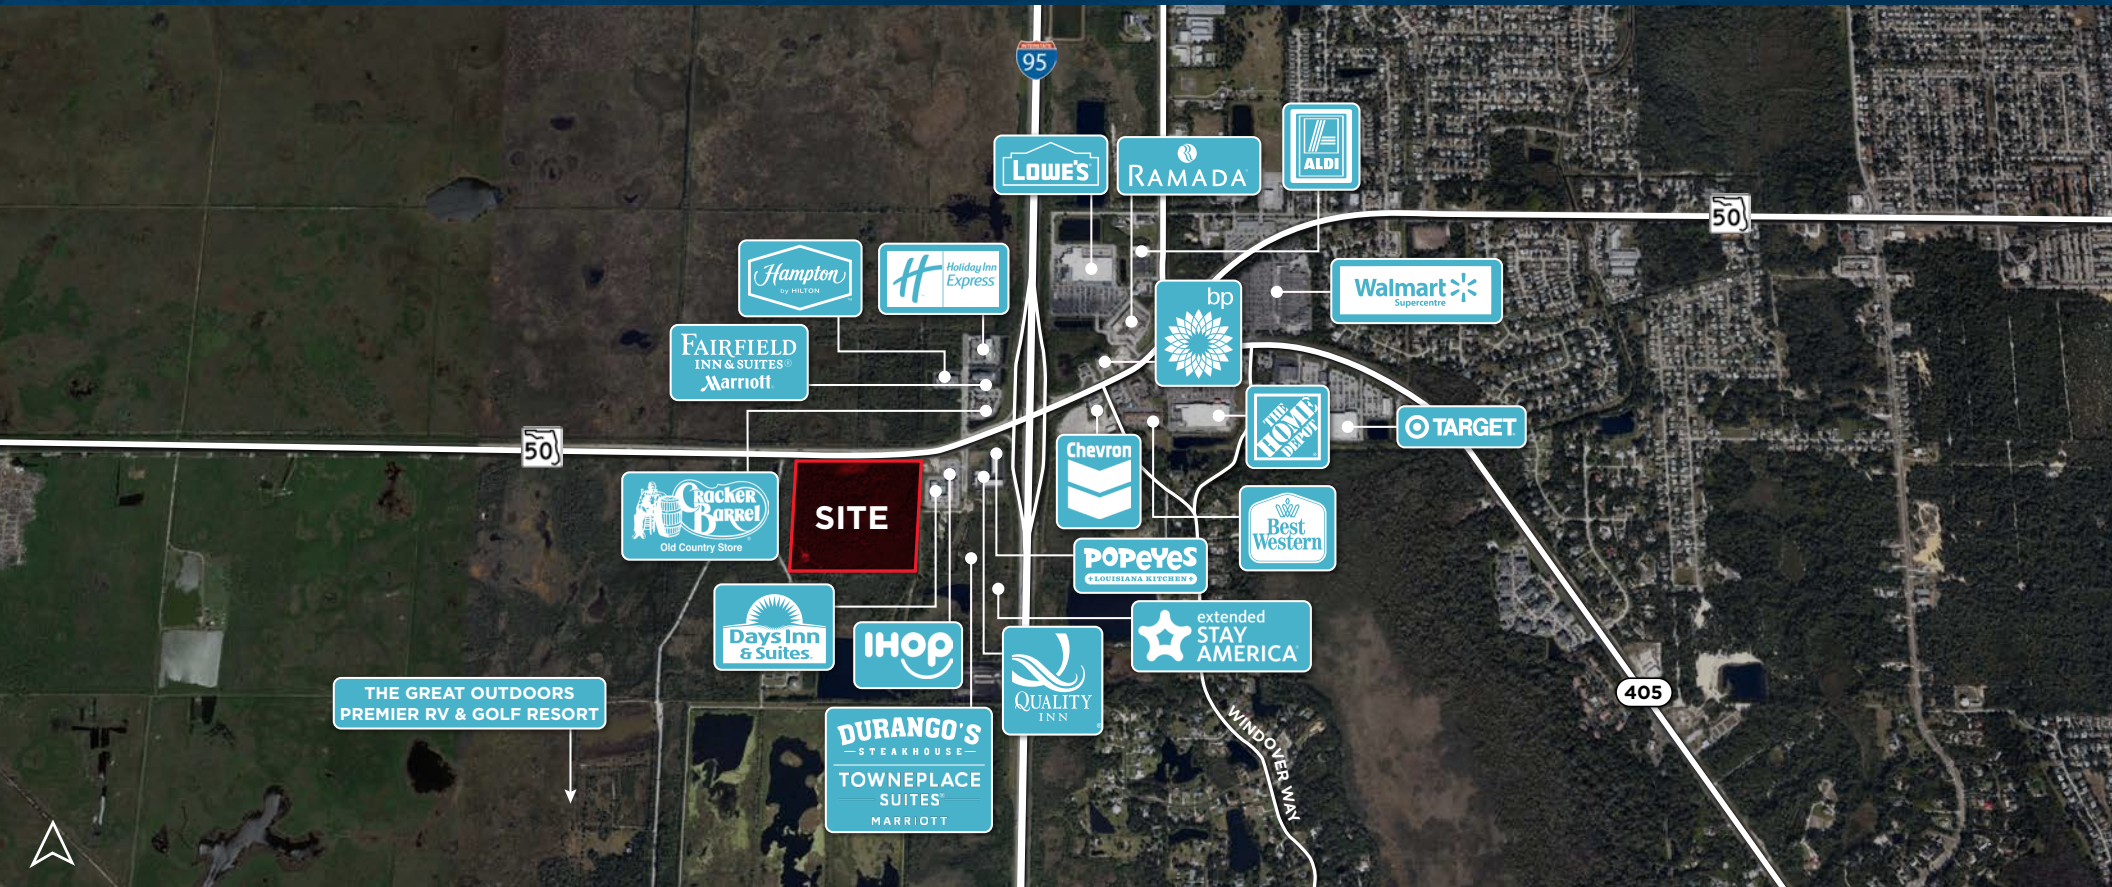 INTERSTATE
95
LOWE'S
RAMADA
ALDI
50
Hampton
by HILTON
Holiday Inn
Express
Walmart
Supercentre
bp
FAIRFIELD
INN & SUITES®
Marriott
THE
HOME
DEPOT
TARGET
50
Chevron
CRACKER
BARREL
Old Country Store
SITE
Best
Western
POPEYES
LOUISIANA KITCHEN
Days Inn
& Suites
IHOP
extended
STAY
AMERICA
QUALITY
INN
THE GREAT OUTDOORS
PREMIER RV & GOLF RESORT
405
DURANGO'S
STEAKHOUSE
TOWNEPLACE
SUITES®
MARRIOTT
WINDOVER WAY